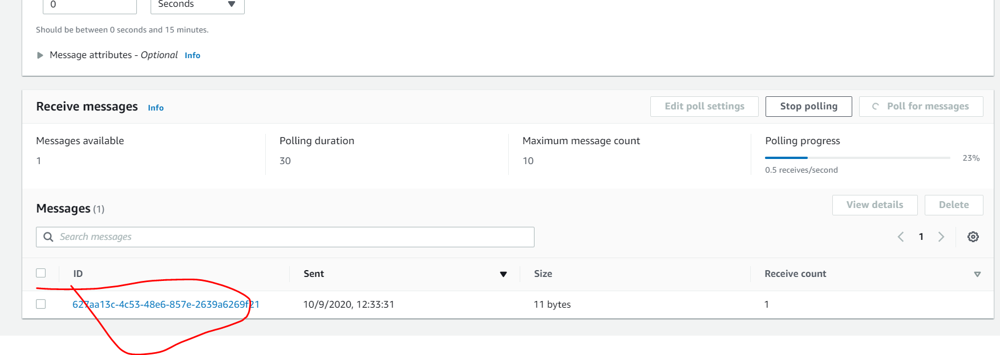 0 Seconds
Should be between 0 seconds and 15 minutes.
Message attributes - Optional Info
Receive messages Info Edit poll settings Stop polling Poll for messages
Messages available Polling duration Maximum message count Polling progress
1 30 10 23%
0.5 receives/second
Messages (1) View details Delete
Search messages 1
ID Sent Size Receive count
627aa13c-4c53-48e6-857e-2639a6269f21 10/9/2020, 12:33:31 11 bytes 1